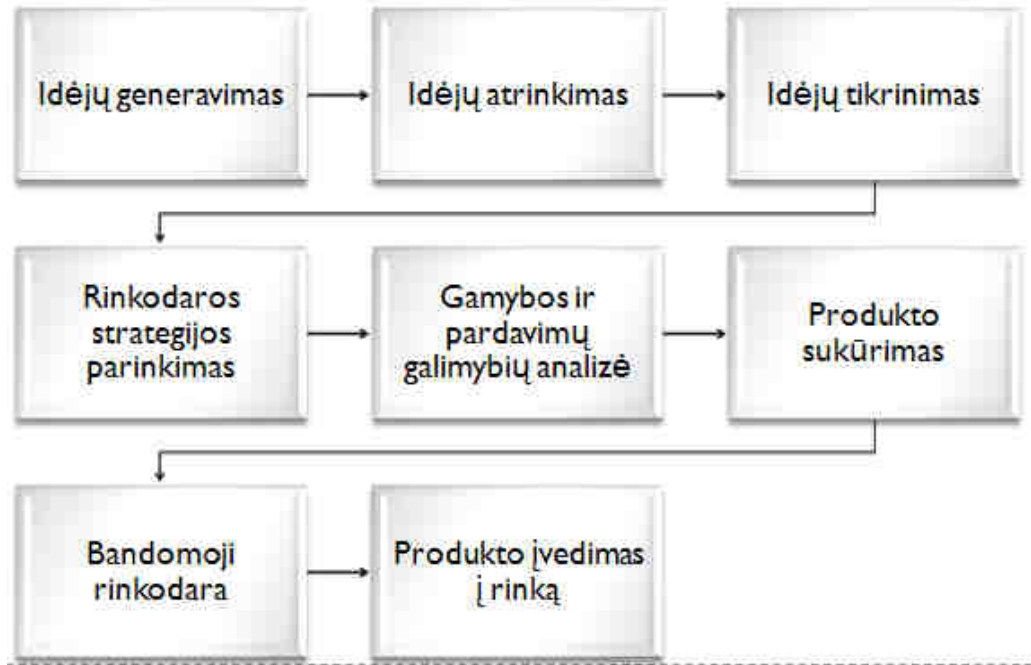 Idėjų generavimas
Idėjų atrinkimas
Idėjų tikrinimas
Rinkodaros
strategijos
parinkimas
Gamybos ir
pardavimų
galimybių analizė
Produkto
sukūrimas
Bandomoji
rinkodara
Produkto įvedimas
į rinką